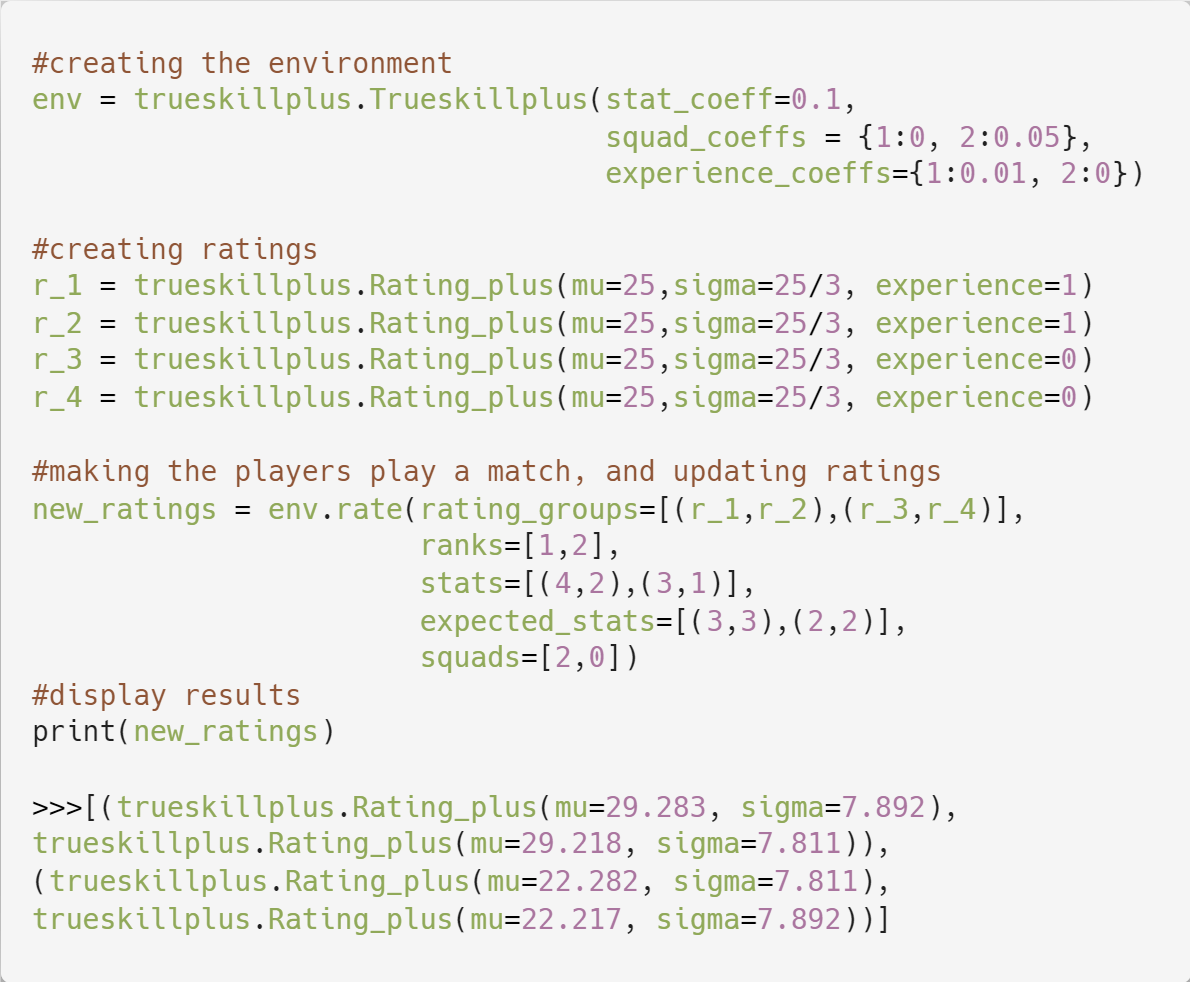 #creating the environment
env = trueskillplus.Trueskillplus(stat_coeff=0.1,
squad_coeffs = {1:0, 2:0.05},
experience_coeffs={1:0.01, 2:0})
#creating ratings
r_1 = trueskillplus.Rating_plus(mu=25,sigma=25/3, experience=1)
r_2 = trueskillplus.Rating_plus(mu=25,sigma=25/3, experience=1)
r_3 = trueskillplus.Rating_plus(mu=25,sigma=25/3, experience=0)
r_4 = trueskillplus.Rating_plus(mu=25,sigma=25/3, experience=0)
#making the players play a match, and updating ratings
new_ratings = env.rate(rating_groups=[(r_1,r_2),(r_3,r_4)],
ranks=[1,2],
stats=[(4,2),(3,1)],
expected_stats=[(3,3),(2,2)],
squads=[2,0])
#display results
print(new_ratings)
>>>[(trueskillplus.Rating_plus(mu=29.283, sigma=7.892),
trueskillplus.Rating_plus(mu=29.218, sigma=7.811)),
(trueskillplus.Rating_plus(mu=22.282, sigma=7.811),
trueskillplus.Rating_plus(mu=22.217, sigma=7.892))]